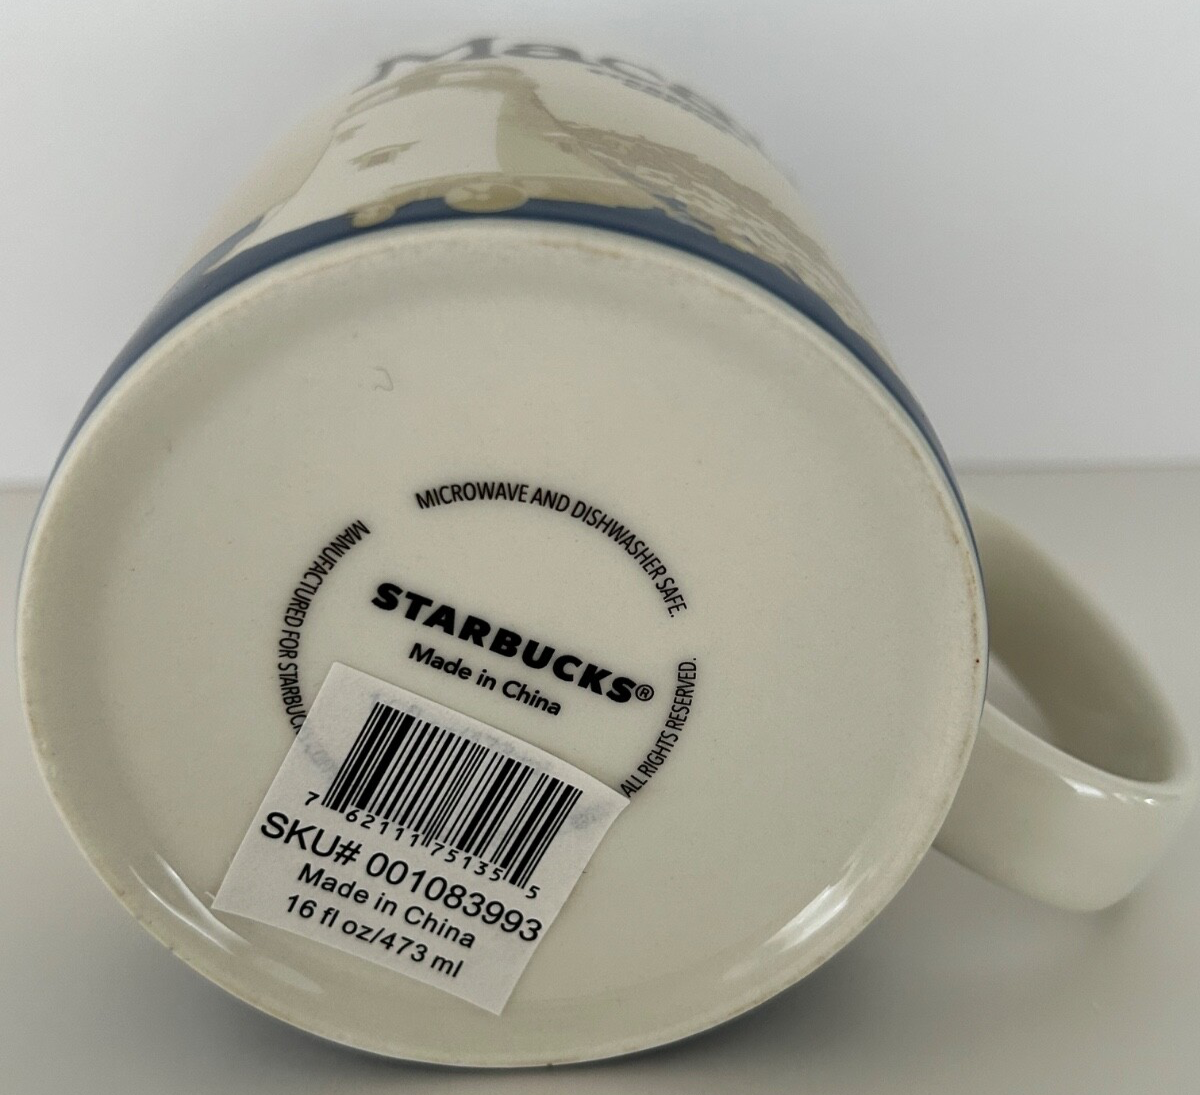 MICROWAVE AND DISHWASHER SAFE.
ALL RIGHTS RESERVED.
MANUFACTURED FOR
STARBUCKS®
Made in China
7 62111 75135 5
SKU# 001083993
Made in China
16 fl oz/473 ml